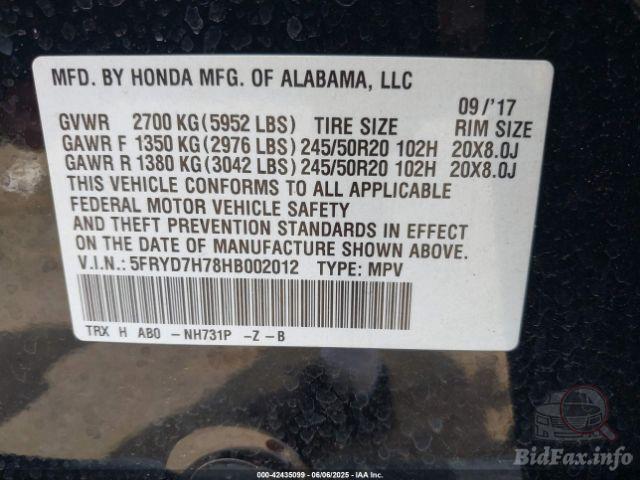 MFD. BY HONDA MFG. OF ALABAMA, LLC
09/'17
GVWR 2700 KG(5952 LBS) TIRE SIZE RIM SIZE
GAWR F 1350 KG(2976 LBS)245/50R20 102H 20X8.0J
GAWR R 1380 KG(3042 LBS)245/50R20 102H 20X8.0J
THIS VEHICLE CONFORMS TO ALL APPLICABLE
FEDERAL MOTOR VEHICLE SAFETY
AND THEFT PREVENTION STANDARDS IN EFFECT
ON THE DATE OF MANUFACTURE SHOWN ABOVE.
V.I.N.: 5FRYD7H78HB002012 TYPE: MPV
TRX H AB0 -NH731P -Z -B
BidFax.info
000-42435099 - 06/06/2025 - IAA Inc.